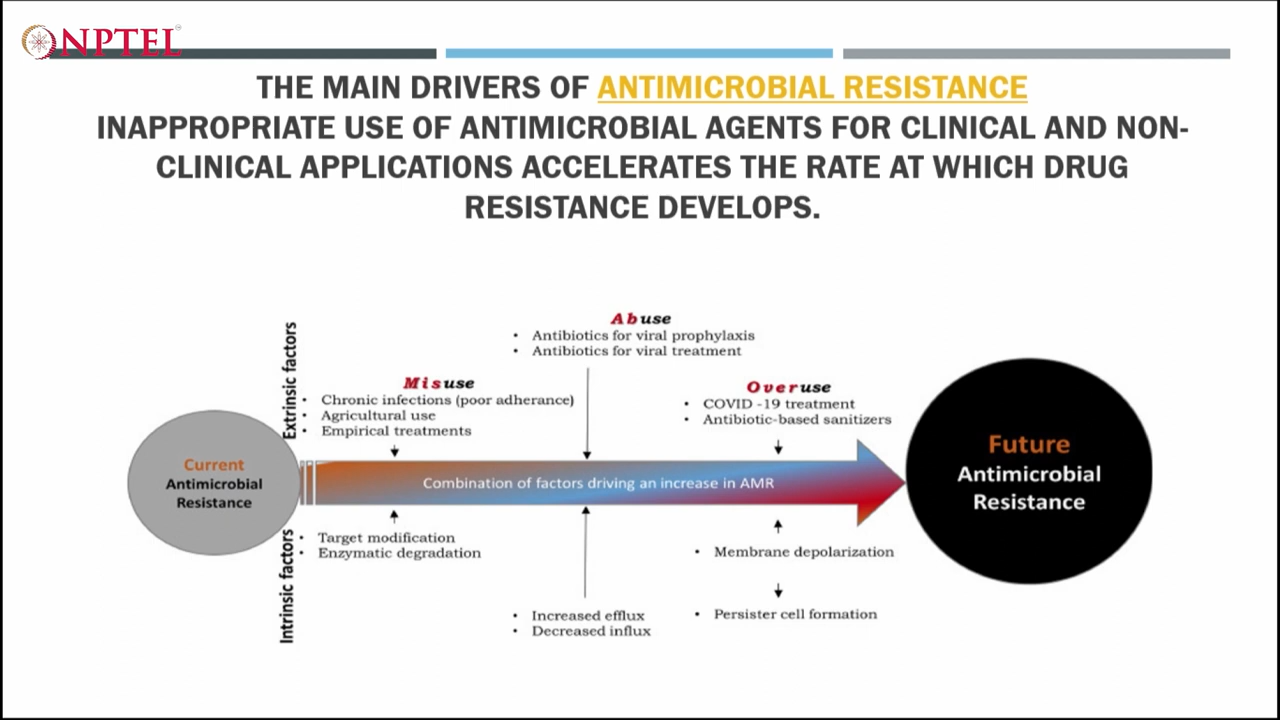 NPTEL
THE MAIN DRIVERS OF ANTIMICROBIAL RESISTANCE
INAPPROPRIATE USE OF ANTIMICROBIAL AGENTS FOR CLINICAL AND NON-
CLINICAL APPLICATIONS ACCELERATES THE RATE AT WHICH DRUG
RESISTANCE DEVELOPS.
Extrinsic factors
Abuse
• Antibiotics for viral prophylaxis
• Antibiotics for viral treatment
Misuse
• Chronic infections (poor adherance)
• Agricultural use
• Empirical treatments
Overuse
• COVID -19 treatment
• Antibiotic-based sanitizers
Current
Antimicrobial
Resistance
Combination of factors driving an increase in AMR
Future
Antimicrobial
Resistance
Intrinsic factors
• Target modification
• Enzymatic degradation
• Increased efflux
• Decreased influx
• Membrane depolarization
• Persister cell formation